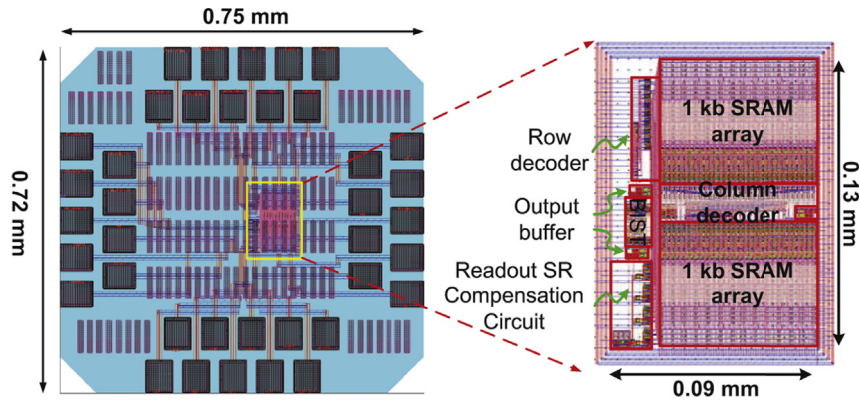 0.75 mm
0.72 mm
Row
decoder
Output
buffer
Readout SR
Compensation
Circuit
1 kb SRAM
array
Column
decoder
BIST
1 kb SRAM
array
0.13 mm
0.09 mm